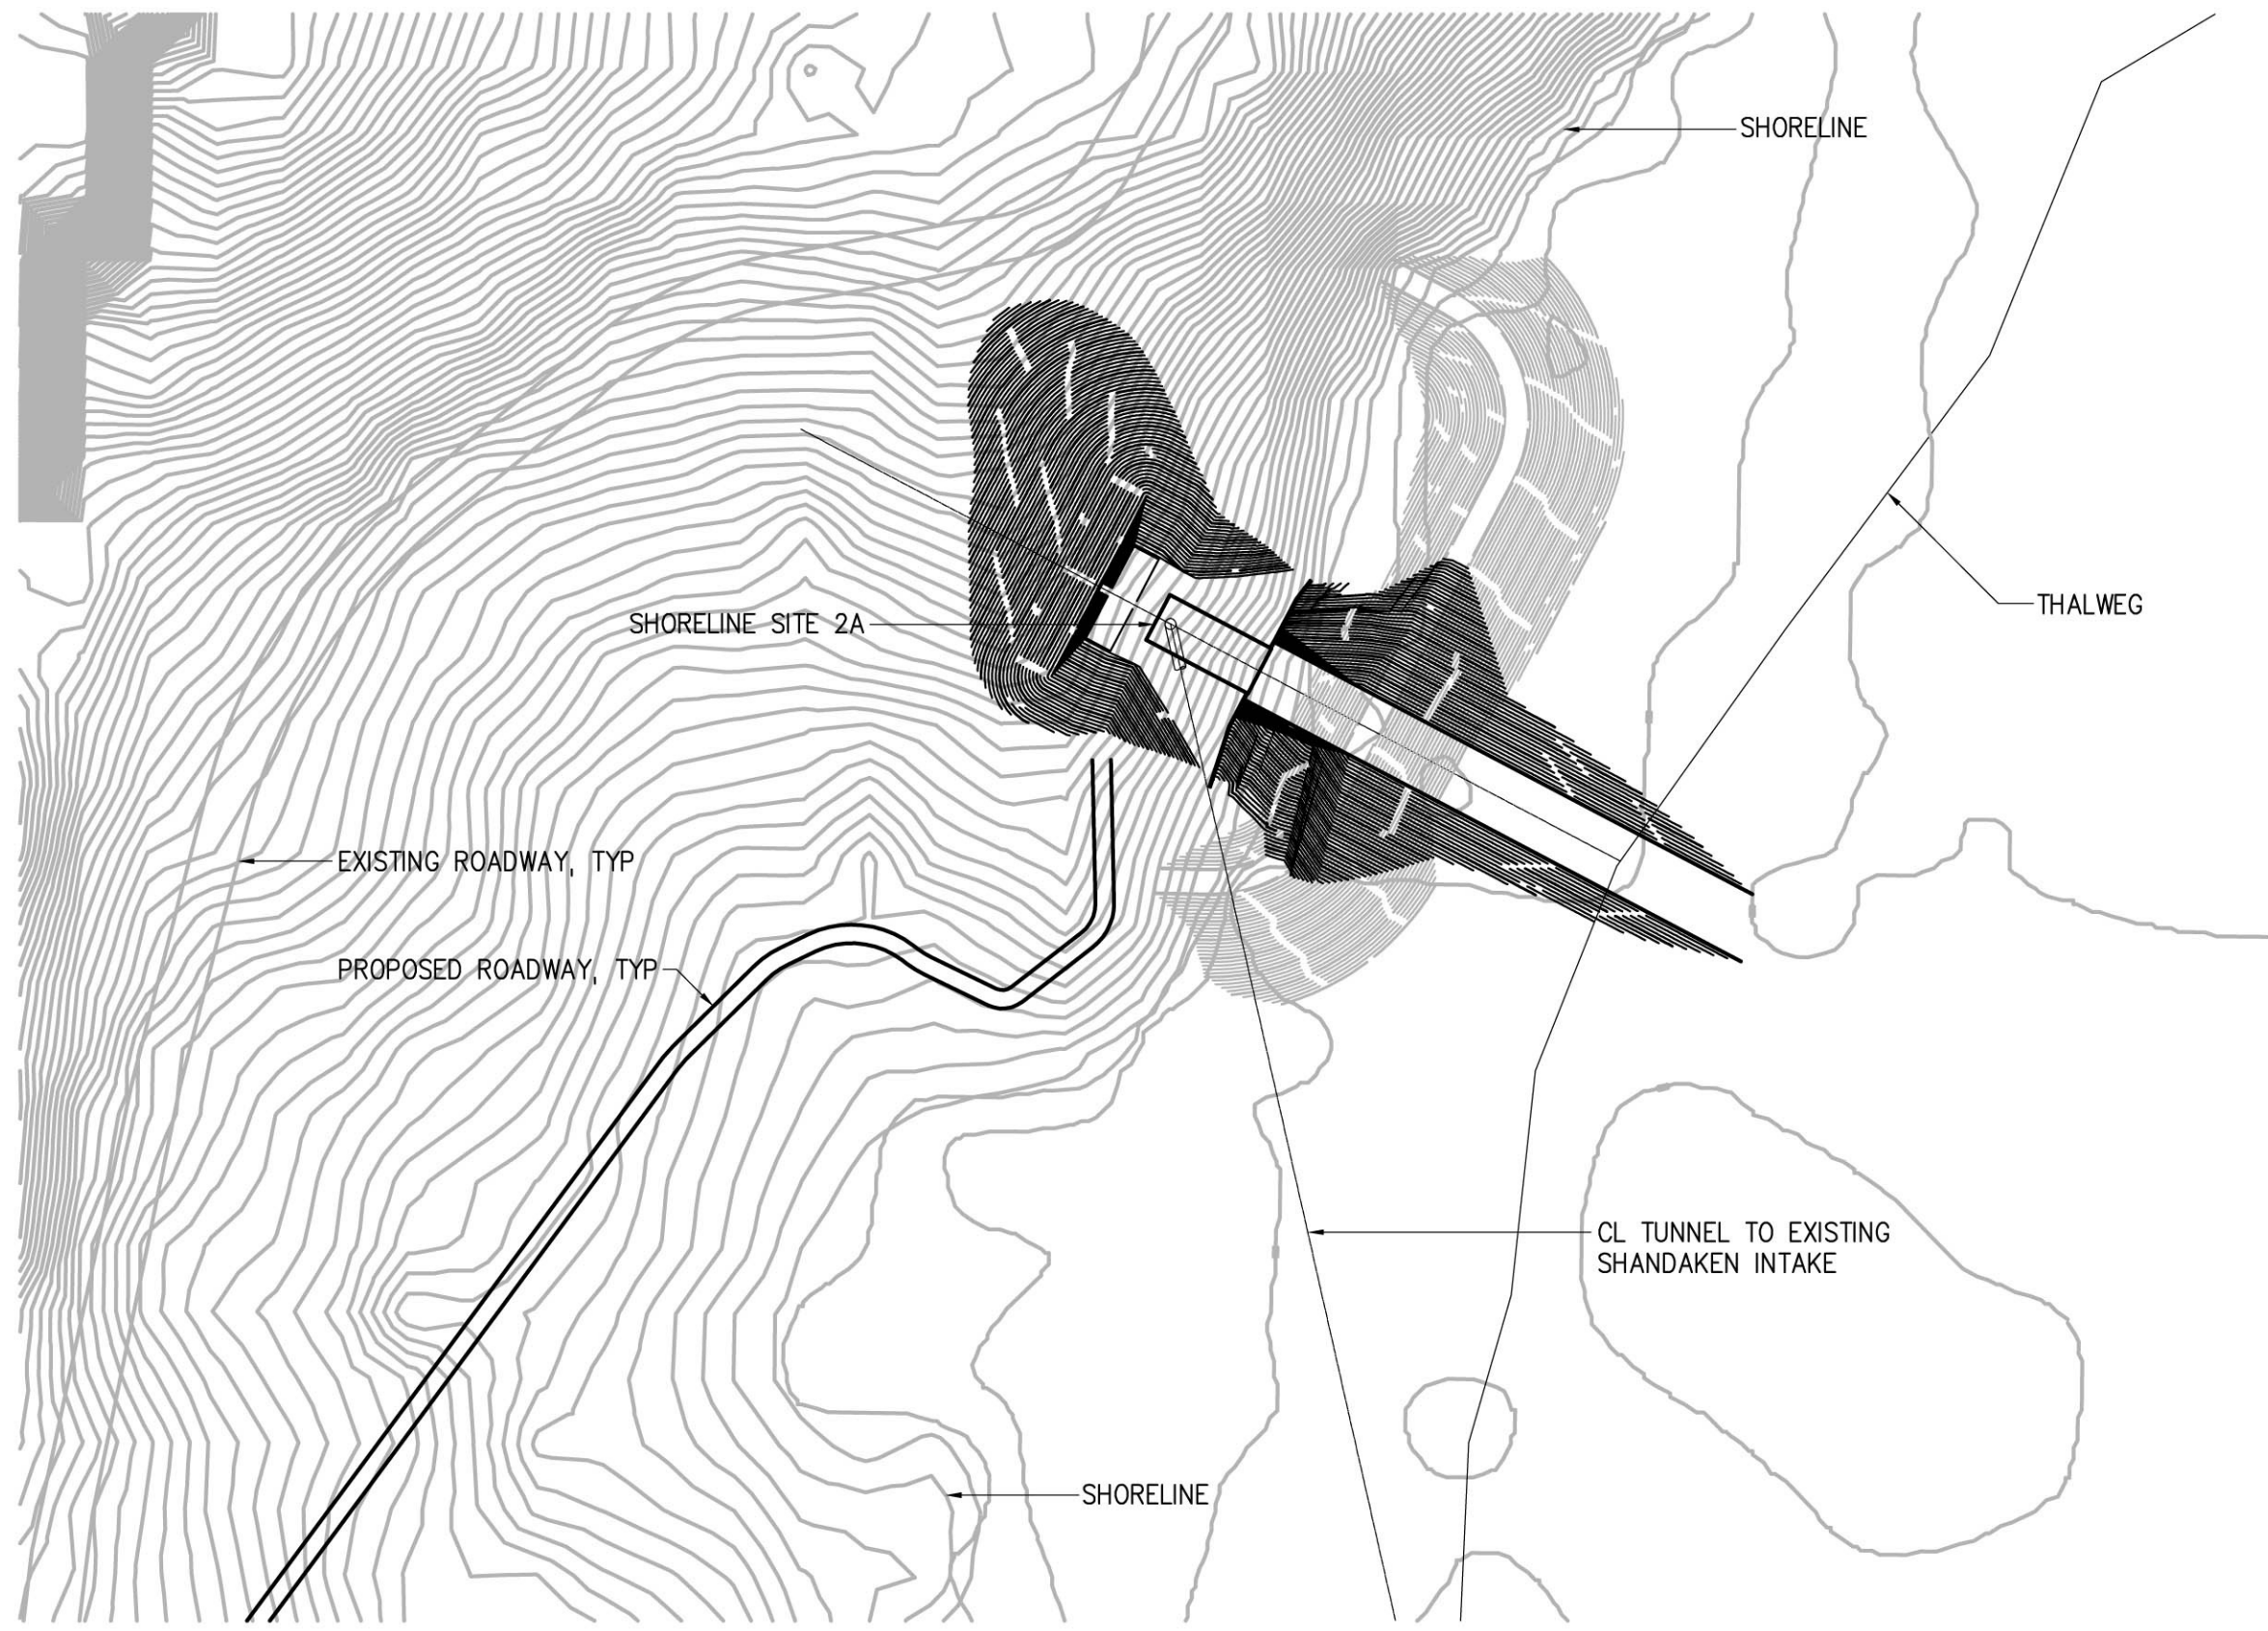 SHORELINE
THALWEG
SHORELINE SITE 2A
EXISTING ROADWAY, TYP
PROPOSED ROADWAY, TYP
CL TUNNEL TO EXISTING
SHANDAKEN INTAKE
SHORELINE